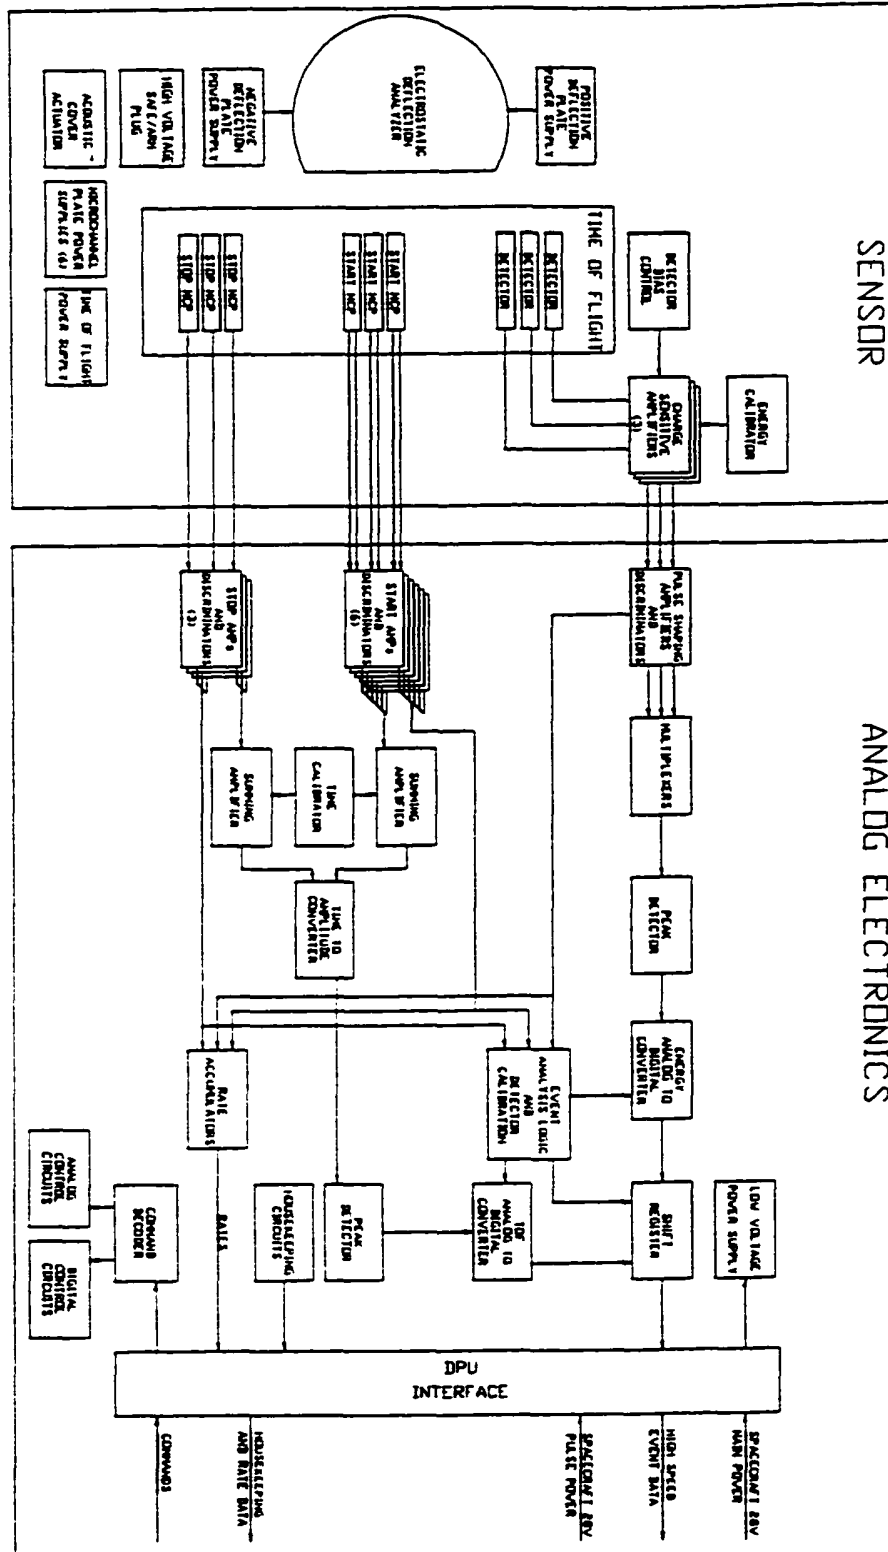 SENSOR
ANALOG ELECTRONICS
POSITIVE
DEFLECTION
PLATE
POWER SUPPLY
ELECTROSTATIC
DEFLECTION
ANALYZER
NEGATIVE
DEFLECTION
PLATE
POWER SUPPLY
HIGH VOLTAGE
SAFE/ARM
PLUG
ACOUSTIC -
COVER
ACTUATOR
MICROCHANNEL
PLATE POWER
SUPPLIES (6)
TIME OF FLIGHT
POWER SUPPLY
TIME OF FLIGHT
DETECTOR
DETECTOR
DETECTOR
START MCP
START MCP
START MCP
STOP MCP
STOP MCP
STOP MCP
DETECTOR
BIAS
CONTROL
ENERGY
CALIBRATOR
CHARGE
SENSITIVE
AMPLIFIERS
(3)
PULSE SHAPING
AMPLIFIERS
AND
DISCRIMINATORS
START AMPs
AND
DISCRIMINATORS
(6)
STOP AMPs
AND
DISCRIMINATORS
(3)
MULTIPLEXERS
SUMMING
AMPLIFIER
TIME
CALIBRATOR
SUMMING
AMPLIFIER
PEAK
DETECTOR
TIME TO
AMPLITUDE
CONVERTER
ENERGY
ANALOG TO
DIGITAL
CONVERTER
EVENT
ANALYSIS LOGIC
AND
DETECTOR
CALIBRATION
RATE
ACCUMULATORS
LOW VOLTAGE
POWER SUPPLY
SHIFT
REGISTER
TOF
ANALOG TO
DIGITAL
CONVERTER
PEAK
DETECTOR
HOUSEKEEPING
CIRCUITS
RATES
COMMAND
DECODER
ANALOG
CONTROL
CIRCUITS
DIGITAL
CONTROL
CIRCUITS
DPU
INTERFACE
SPACECRAFT 28V
MAIN POWER
HIGH SPEED
EVENT DATA
SPACECRAFT 28V
PULSE POWER
HOUSEKEEPING
AND RATE DATA
COMMANDS